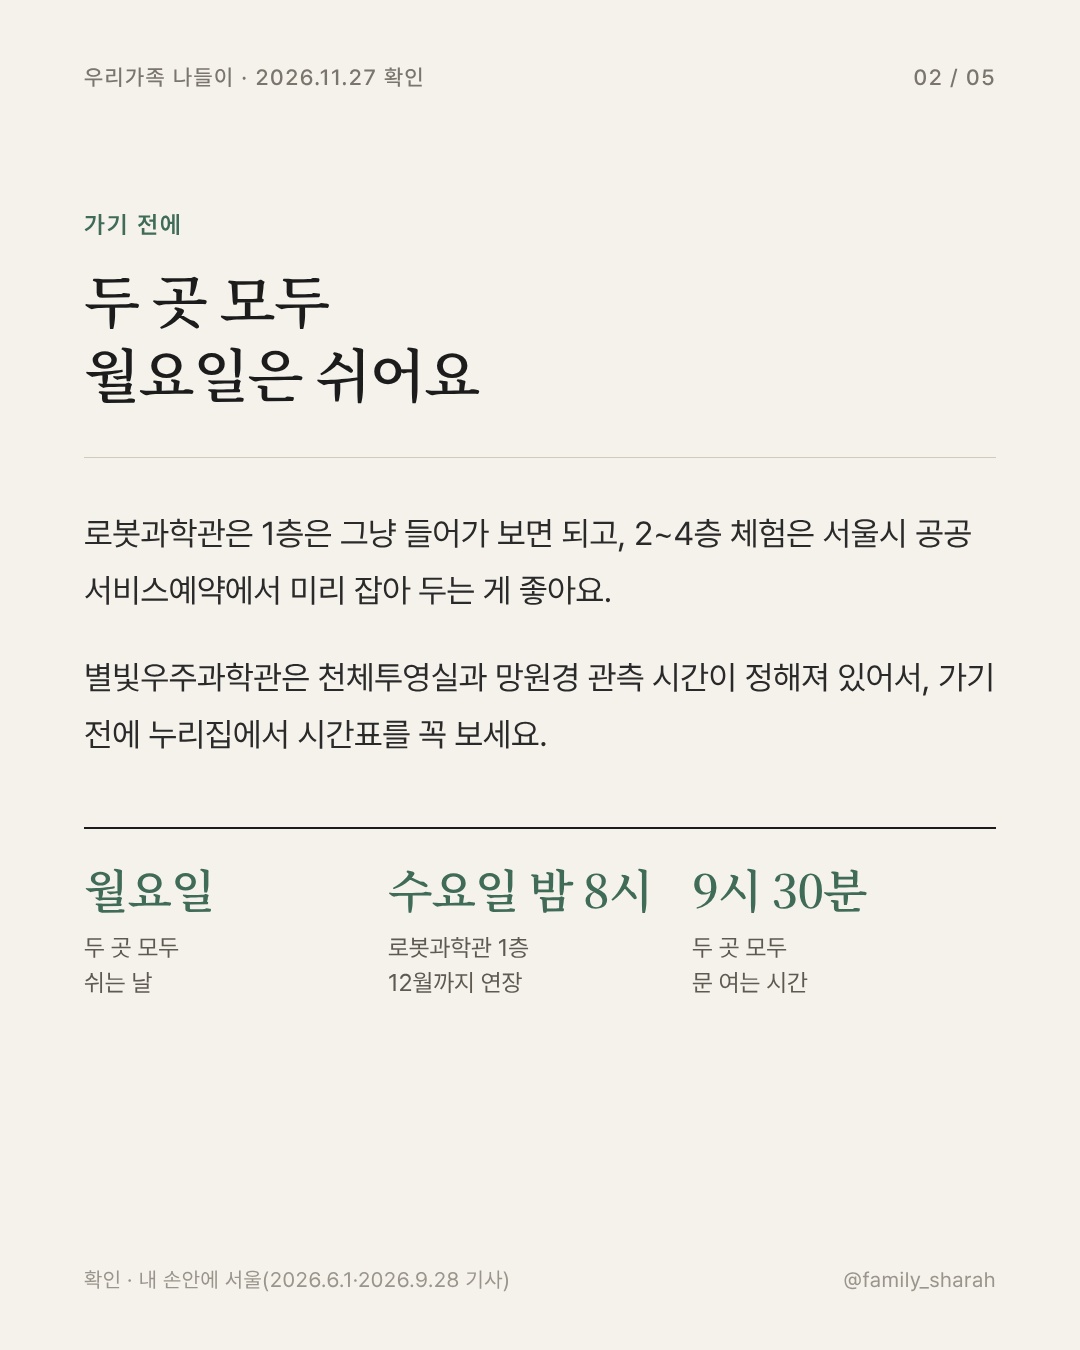 우리가족 나들이 · 2026.11.27 확인
02 / 05
가기 전에
두 곳 모두
월요일은 쉬어요
로봇과학관은 1층은 그냥 들어가 보면 되고, 2~4층 체험은 서울시 공공
서비스예약에서 미리 잡아 두는 게 좋아요.
별빛우주과학관은 천체투영실과 망원경 관측 시간이 정해져 있어서, 가기
전에 누리집에서 시간표를 꼭 보세요.
월요일
두 곳 모두
쉬는 날
수요일 밤 8시
로봇과학관 1층
12월까지 연장
9시 30분
두 곳 모두
문 여는 시간
확인 · 내 손안에 서울(2026.6.1·2026.9.28 기사)
@family_sharah